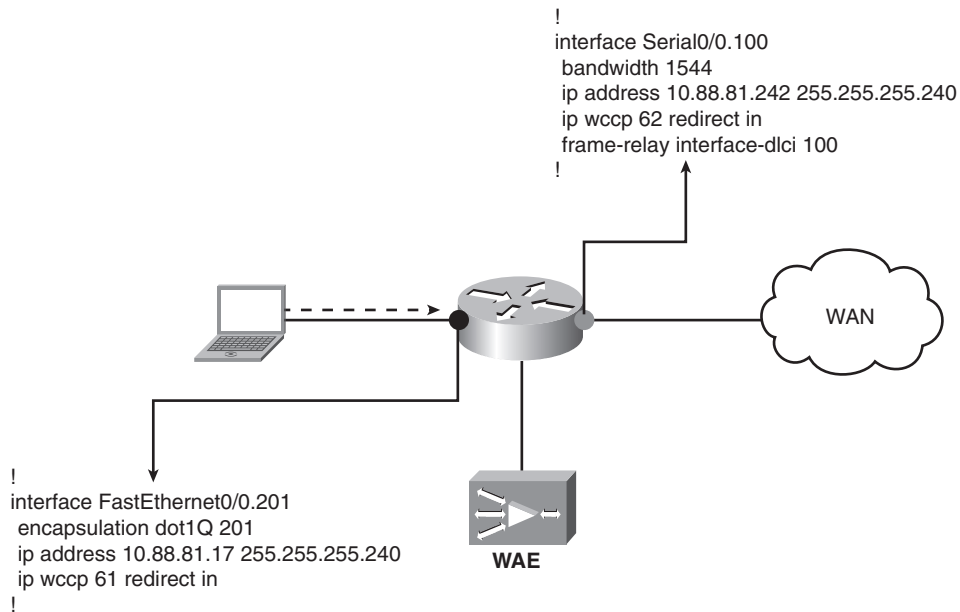 !
interface Serial0/0.100
bandwidth 1544
ip address 10.88.81.242 255.255.255.240
ip wccp 62 redirect in
frame-relay interface-dlci 100
!
WAN
!
interface FastEthernet0/0.201
encapsulation dot1Q 201
ip address 10.88.81.17 255.255.255.240
ip wccp 61 redirect in
!
WAE